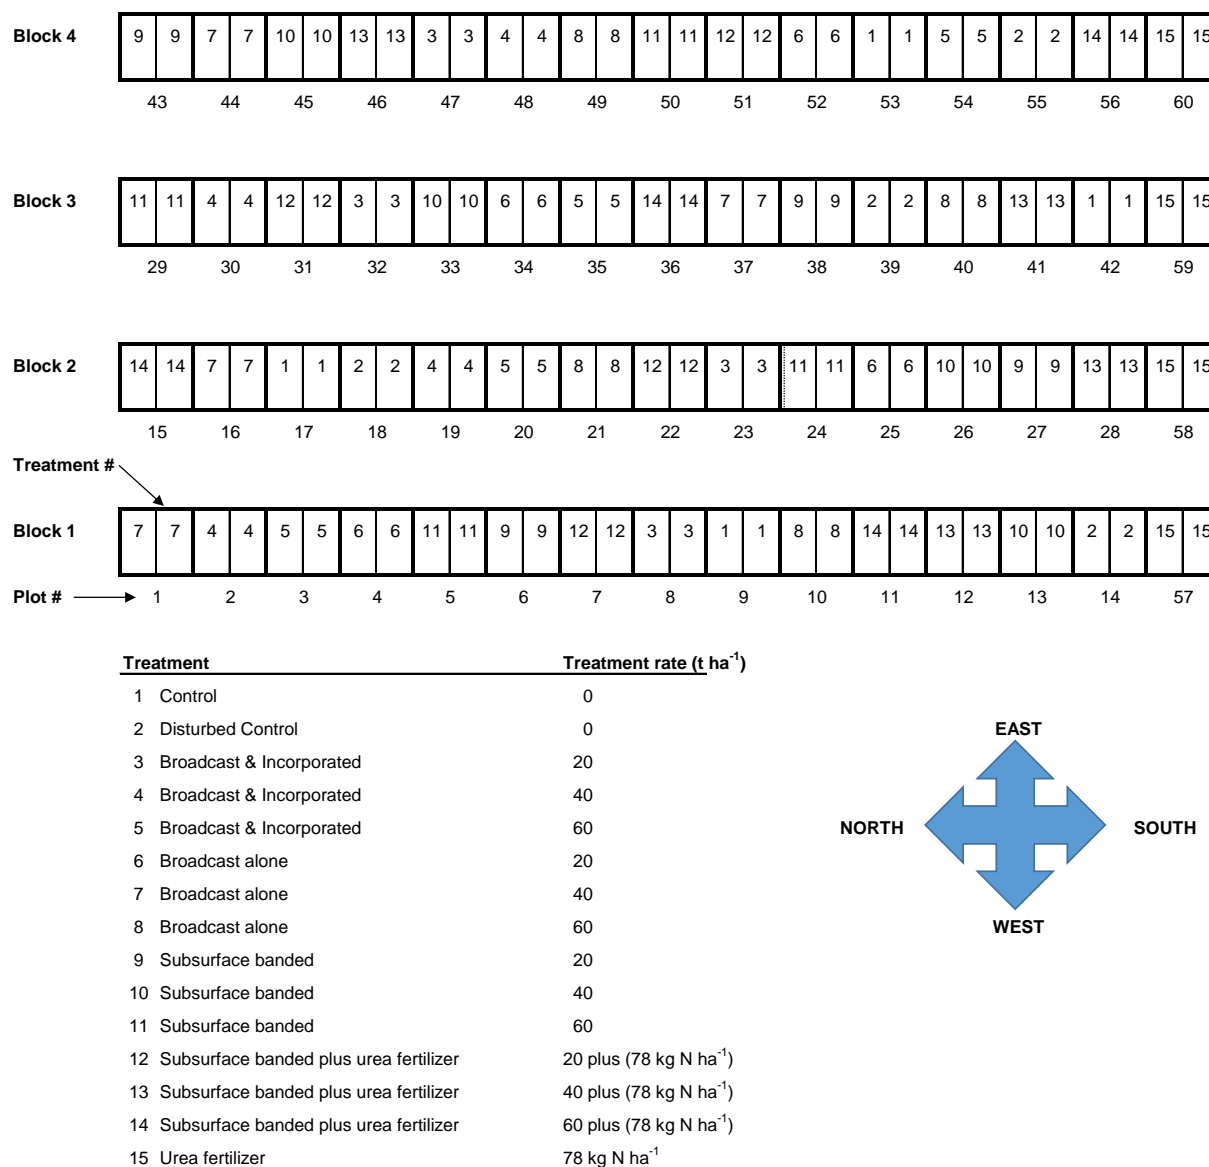 Block 4 9 9 7 7 10 10 13 13 3 3 4 4 8 8 11 11 12 12 6 6 1 1 5 5 2 2 14 14 15 15
43 44 45 46 47 48 49 50 51 52 53 54 55 56 60
Block 3 11 11 4 4 12 12 3 3 10 10 6 6 5 5 14 14 7 7 9 9 2 2 8 8 13 13 1 1 15 15
29 30 31 32 33 34 35 36 37 38 39 40 41 42 59
Block 2 14 14 7 7 1 1 2 2 4 4 5 5 8 8 12 12 3 3 11 11 6 6 10 10 9 9 13 13 15 15
15 16 17 18 19 20 21 22 23 24 25 26 27 28 58
Treatment #
Block 1 7 7 4 4 5 5 6 6 11 11 9 9 12 12 3 3 1 1 8 8 14 14 13 13 10 10 2 2 15 15
Plot # 1 2 3 4 5 6 7 8 9 10 11 12 13 14 57
Treatment Treatment rate (t ha⁻¹)
1 Control 0
2 Disturbed Control 0
3 Broadcast & Incorporated 20
4 Broadcast & Incorporated 40
5 Broadcast & Incorporated 60
6 Broadcast alone 20
7 Broadcast alone 40
8 Broadcast alone 60
9 Subsurface banded 20
10 Subsurface banded 40
11 Subsurface banded 60
12 Subsurface banded plus urea fertilizer 20 plus (78 kg N ha⁻¹)
13 Subsurface banded plus urea fertilizer 40 plus (78 kg N ha⁻¹)
14 Subsurface banded plus urea fertilizer 60 plus (78 kg N ha⁻¹)
15 Urea fertilizer 78 kg N ha⁻¹
EAST
NORTH SOUTH
WEST